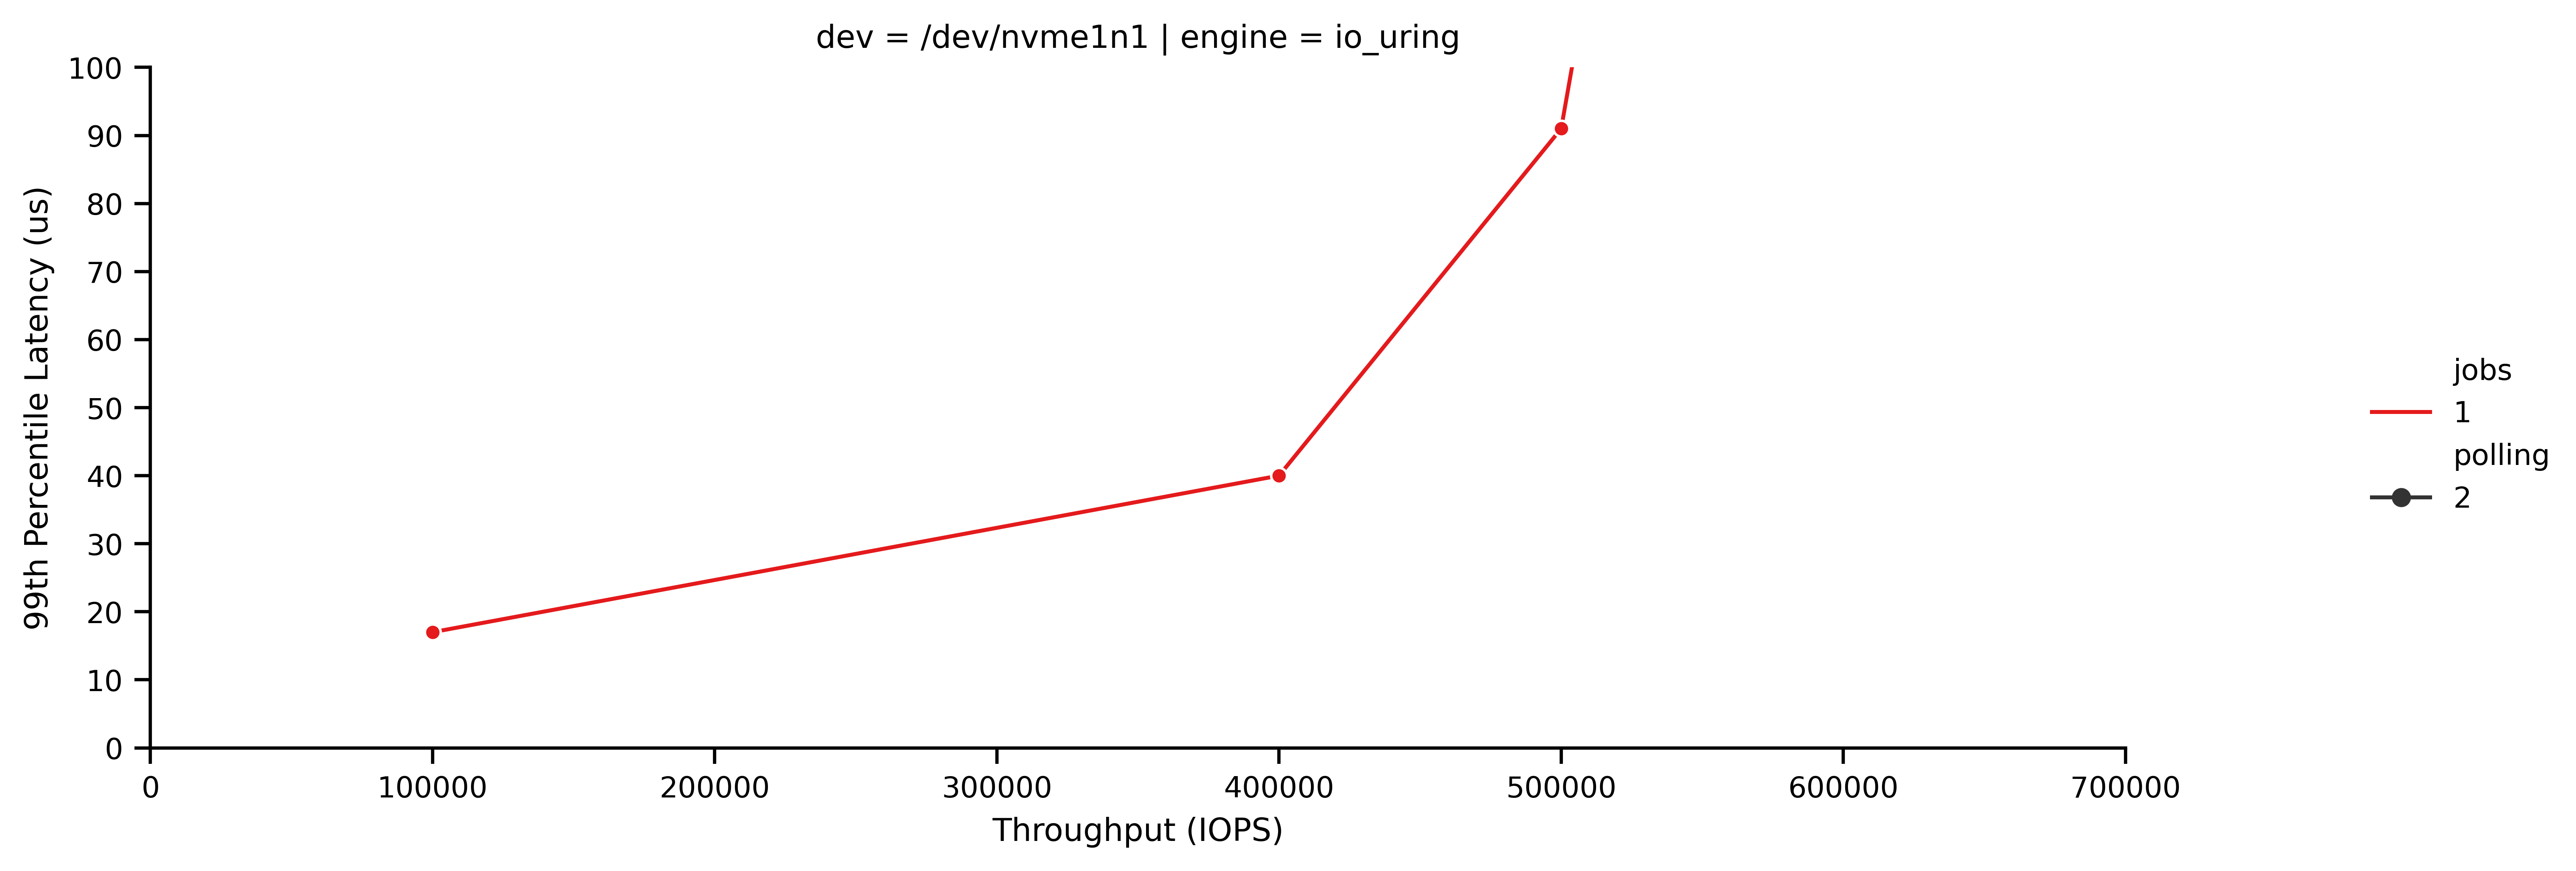 dev = /dev/nvme1n1 | engine = io_uring
99th Percentile Latency (us)
100
90
80
70
60
50
40
30
20
10
0
0 100000 200000 300000 400000 500000 600000 700000
Throughput (IOPS)
jobs
1
polling
2